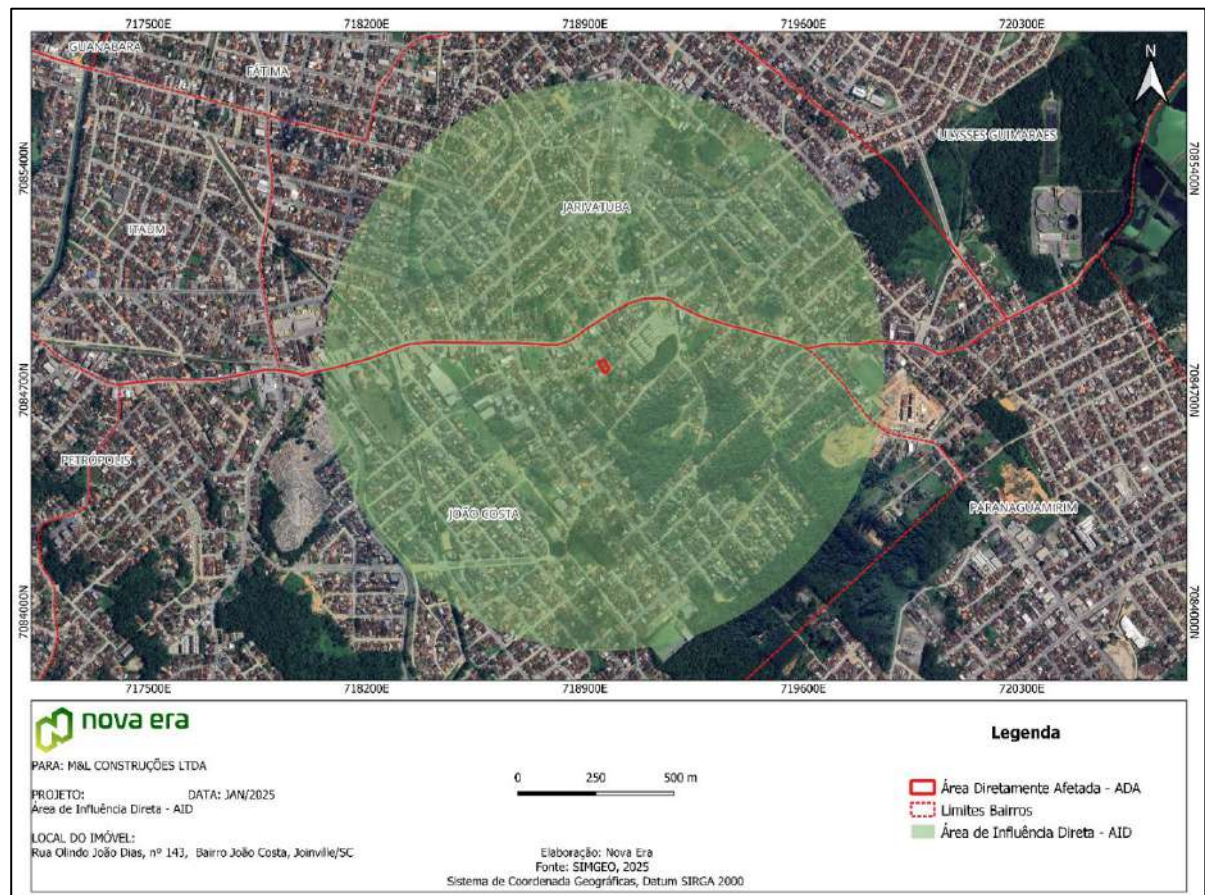 717500E 718200E 718900E 719600E 720300E
GUANABARA
FÁTIMA
N
ULYSSES GUIMARAES
7085400N 7085400N
JARIVATUBA
ITAUM
7084700N 7084700N
PETRÓPOLIS
JOÃO COSTA
PARANAGUAMIRIM
7084000N 7084000N
717500E 718200E 718900E 719600E 720300E
nova era
PARA: M&L CONSTRUÇÕES LTDA
PROJETO: DATA: JAN/2025
Área de Influência Direta - AID
LOCAL DO IMÓVEL:
Rua Olindo João Dias, nº 143, Bairro João Costa, Joinville/SC
0 250 500 m
Elaboração: Nova Era
Fonte: SIMGEO, 2025
Sistema de Coordenada Geográficas, Datum SIRGA 2000
Legenda
Área Diretamente Afetada - ADA
Limites Bairros
Área de Influência Direta - AID